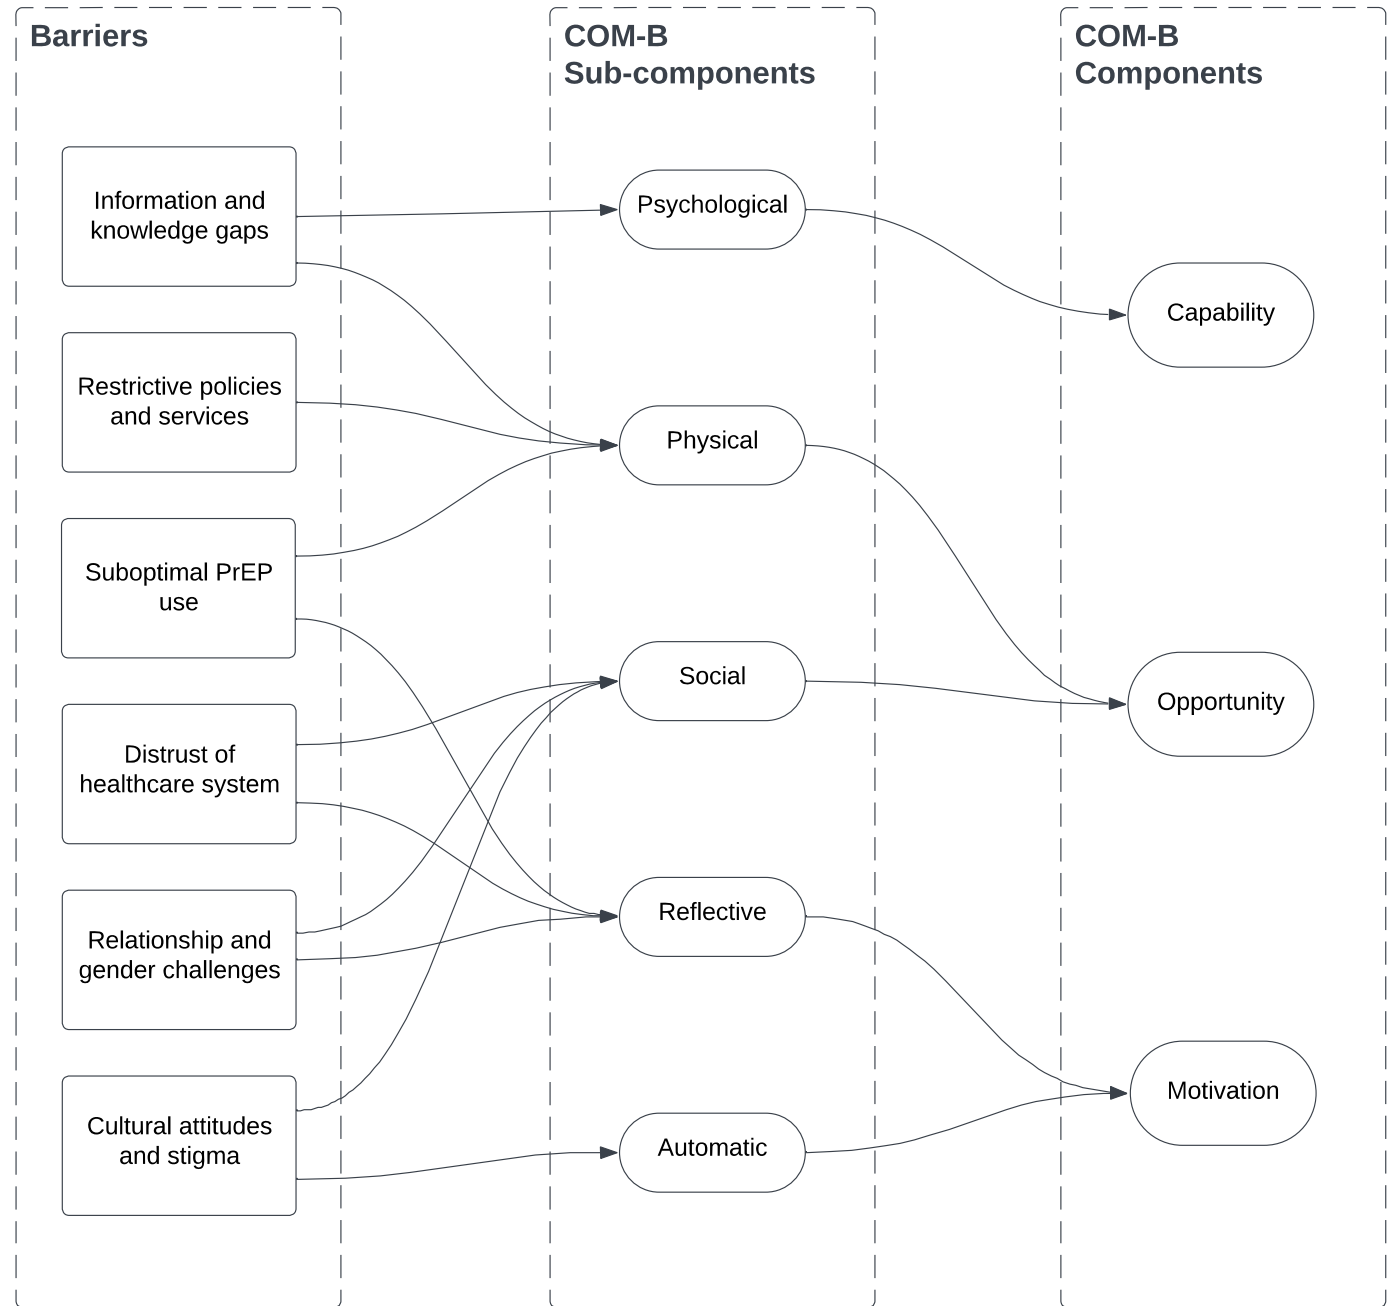 Barriers
Information and
knowledge gaps
Restrictive policies
and services
Suboptimal PrEP
use
Distrust of
healthcare system
Relationship and
gender challenges
Cultural attitudes
and stigma
COM-B
Sub-components
Psychological
Physical
Social
Reflective
Automatic
COM-B
Components
Capability
Opportunity
Motivation